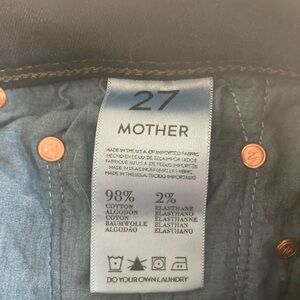 27
MOTHER
MADE IN THE U.S.A. OF IMPORTED FABRIC
98% 2%
COTTON ELASTHANE
ALGODÓN ELASTHANO
COTON ELASTHANNE
BAUMWOLLE ELASTHAN
ALGODÃO ELASTANO
DO YOUR OWN LAUNDRY